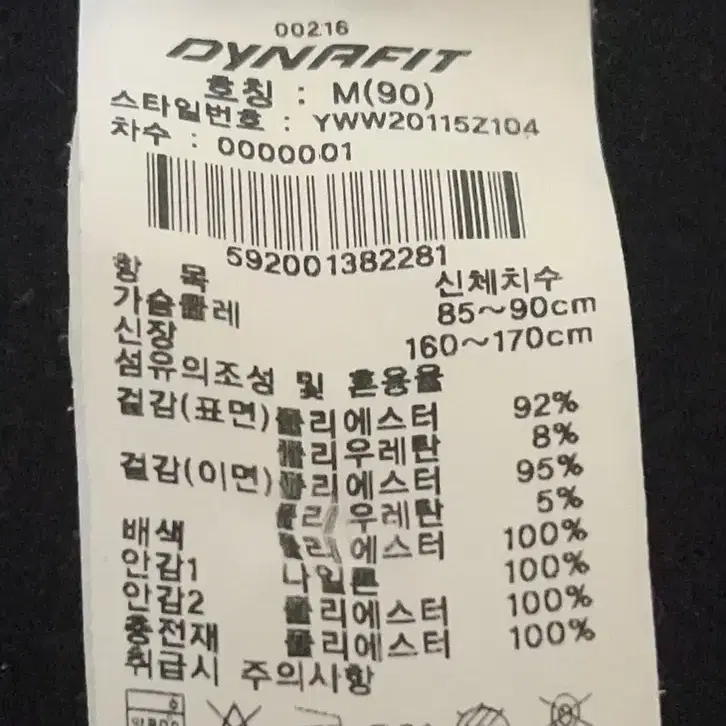 00216
DYNAFIT
호칭 : M(90)
스타일번호 : YWW20115Z104
차수 : 0000001
592001382281
항 목 신체치수
가슴둘레 85~90cm
신장 160~170cm
섬유의조성 및 혼용율
겉감(표면) 폴리에스터 92%
폴리우레탄 8%
겉감(이면) 폴리에스터 95%
폴리우레탄 5%
배색 폴리에스터 100%
안감1 나일론 100%
안감2 폴리에스터 100%
충전재 폴리에스터 100%
취급시 주의사항